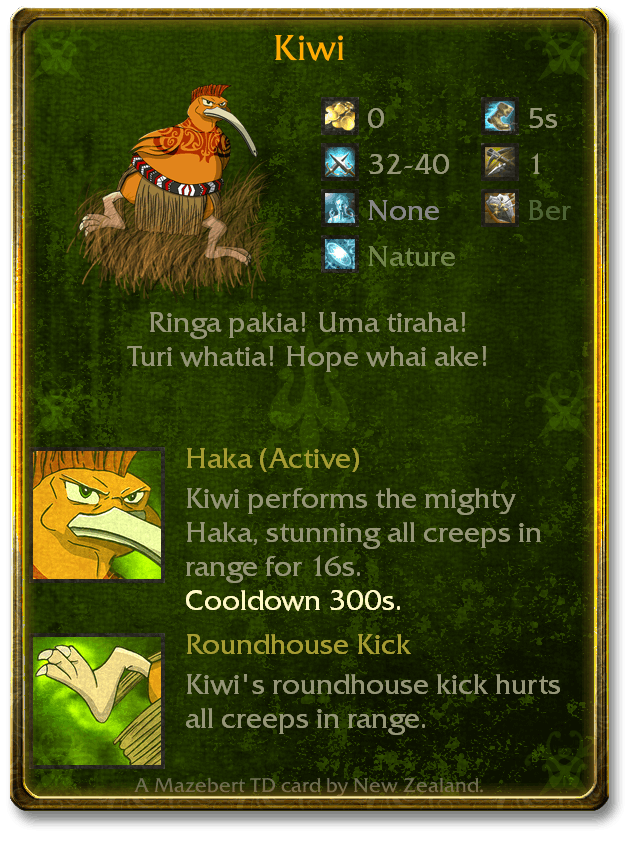 Kiwi
0
5s
32-40
1
None
Ber
Nature
Ringa pakia! Uma tiraha!
Turi whatia! Hope whai ake!
Haka (Active)
Kiwi performs the mighty
Haka, stunning all creeps in
range for 16s.
Cooldown 300s.
Roundhouse Kick
Kiwi's roundhouse kick hurts
all creeps in range.
A Mazebert TD card by New Zealand.